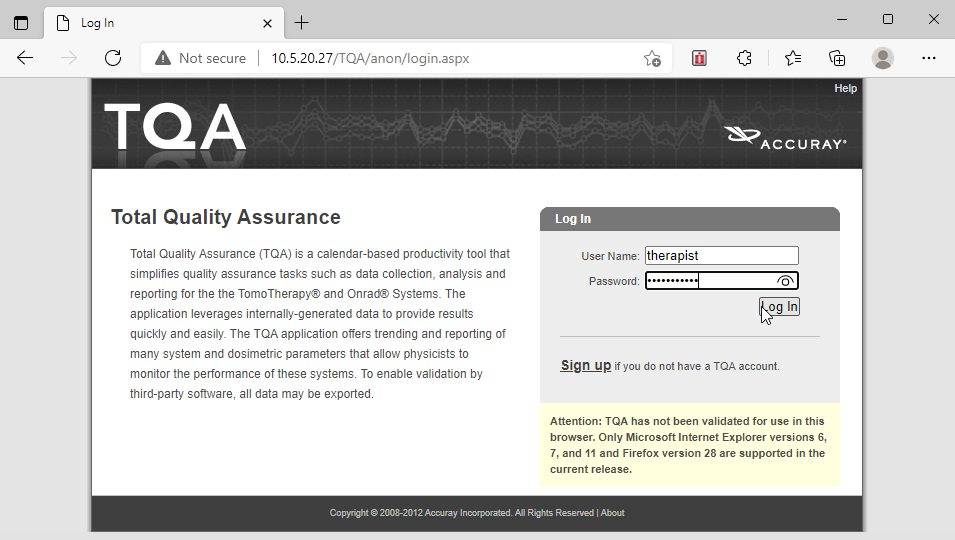 Log In
Not secure
10.5.20.27/TQA/anon/login.aspx
Help
TQA
ACCURAY®
Total Quality Assurance
Total Quality Assurance (TQA) is a calendar-based productivity tool that
simplifies quality assurance tasks such as data collection, analysis and
reporting for the the TomoTherapy® and Onrad® Systems. The
application leverages internally-generated data to provide results
quickly and easily. The TQA application offers trending and reporting of
many system and dosimetric parameters that allow physicists to
monitor the performance of these systems. To enable validation by
third-party software, all data may be exported.
Log In
User Name: therapist
Password: •••••••••••
Log In
Sign up if you do not have a TQA account.
Attention: TQA has not been validated for use in this
browser. Only Microsoft Internet Explorer versions 6,
7, and 11 and Firefox version 28 are supported in the
current release.
Copyright © 2008-2012 Accuray Incorporated. All Rights Reserved | About